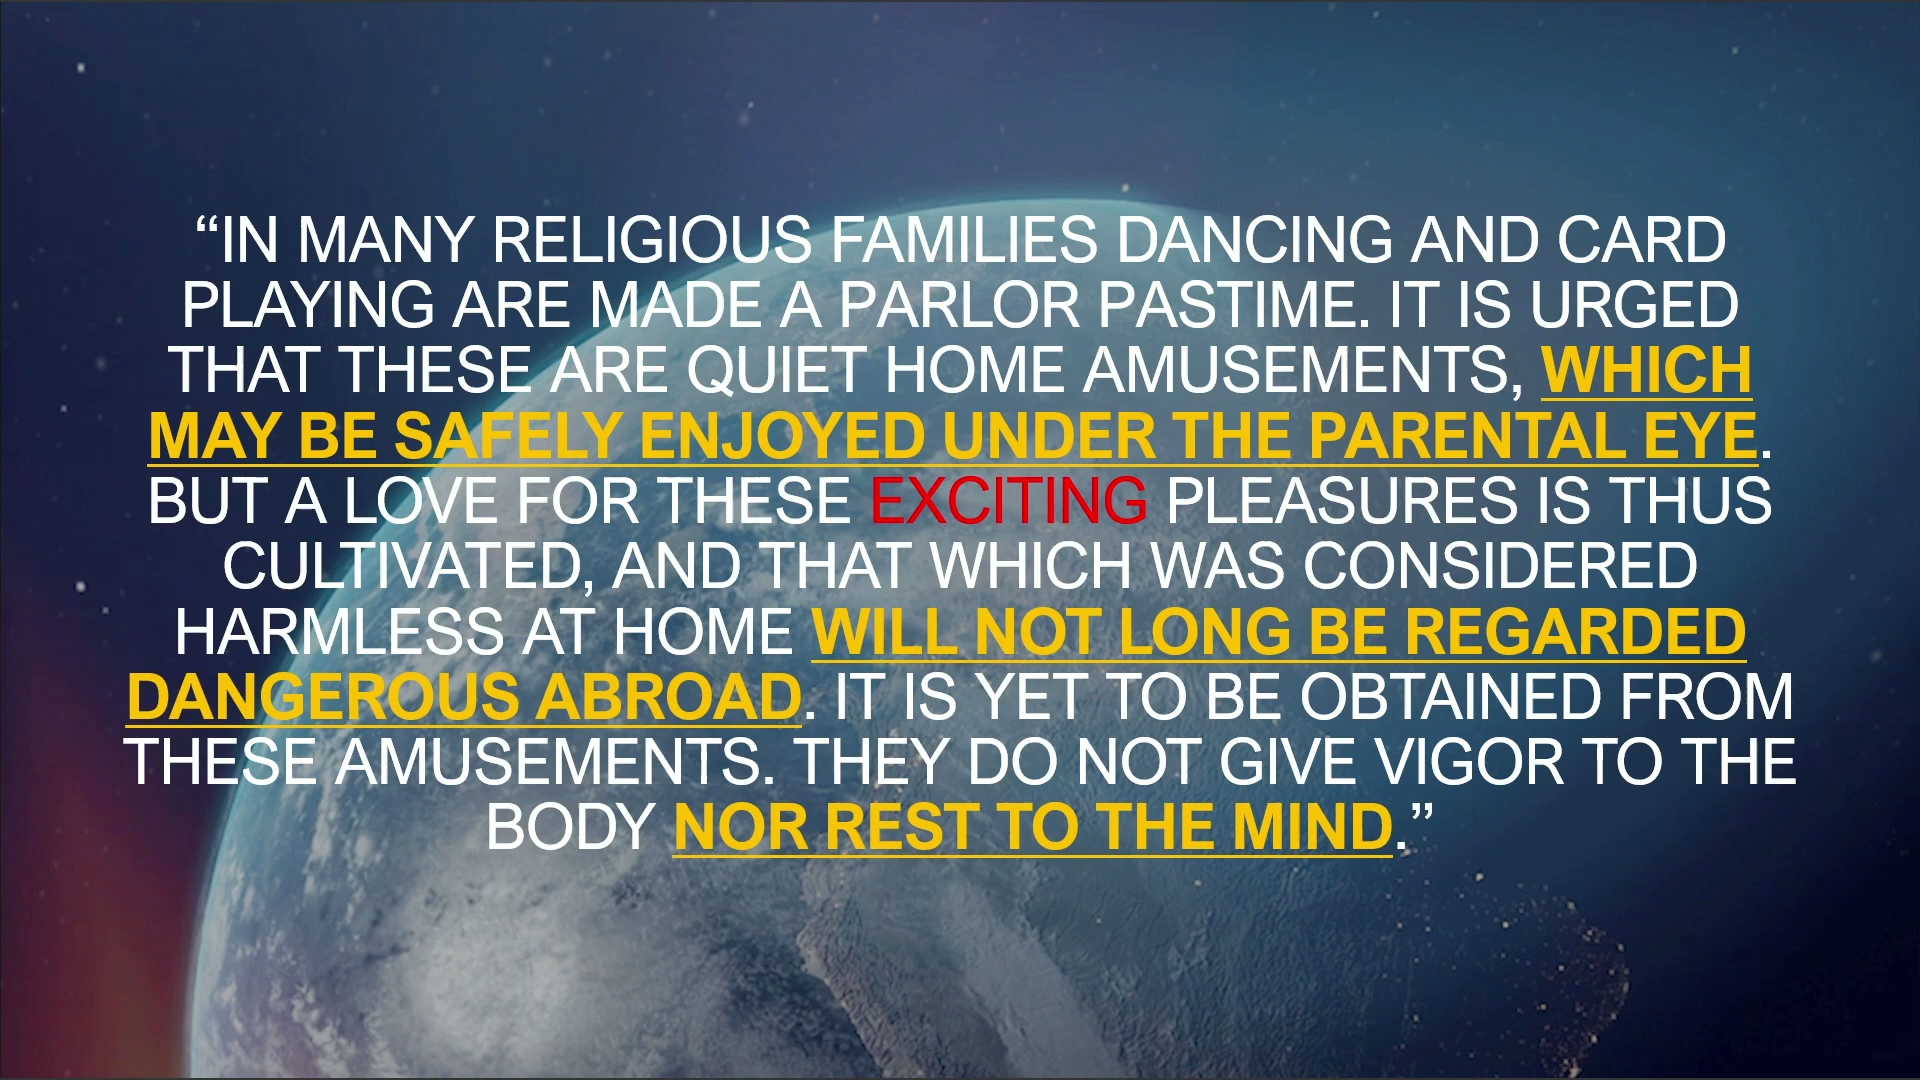 “IN MANY RELIGIOUS FAMILIES DANCING AND CARD
PLAYING ARE MADE A PARLOR PASTIME. IT IS URGED
THAT THESE ARE QUIET HOME AMUSEMENTS, WHICH
MAY BE SAFELY ENJOYED UNDER THE PARENTAL EYE.
BUT A LOVE FOR THESE EXCITING PLEASURES IS THUS
CULTIVATED, AND THAT WHICH WAS CONSIDERED
HARMLESS AT HOME WILL NOT LONG BE REGARDED
DANGEROUS ABROAD. IT IS YET TO BE OBTAINED FROM
THESE AMUSEMENTS. THEY DO NOT GIVE VIGOR TO THE
BODY NOR REST TO THE MIND.”